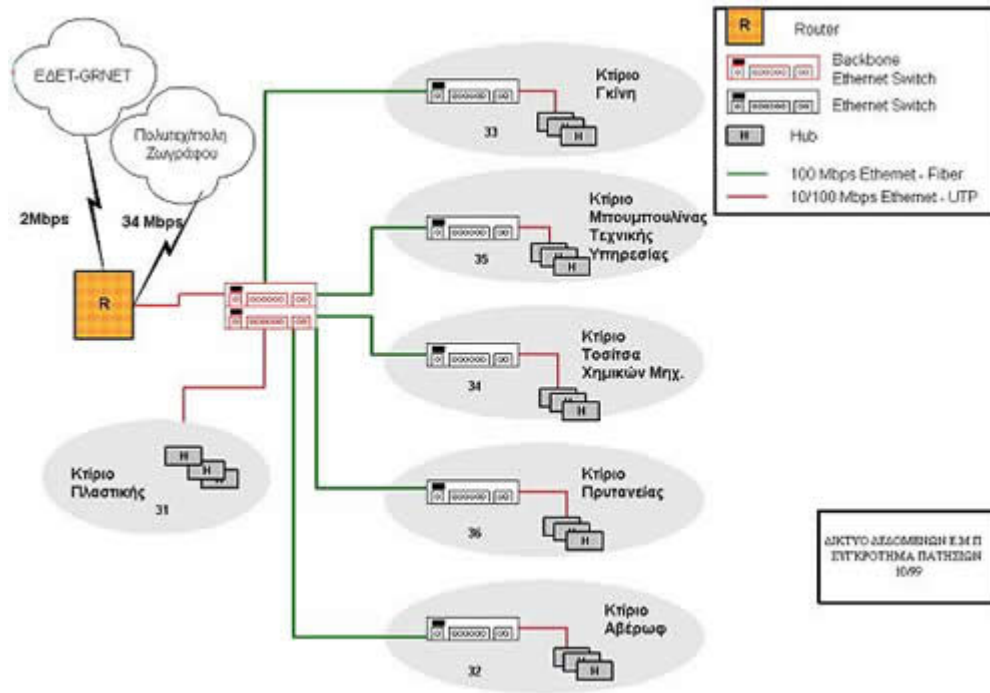 ΕΔΕΤ-GRNET
Πολυτεχ/πολη
Ζωγράφου
2Mbps
34 Mbps
R
Κτίριο
Πλαστικής
31
H
H
H
Κτίριο
Γκίνη
33
H
H
Κτίριο
Μπουμπουλίνας
Τεχνικής
Υπηρεσίας
35
H
H
Κτίριο
Τοσίτσα
Χημικών Μηχ.
34
H
H
Κτίριο
Πρυτανείας
36
H
H
Κτίριο
Αβέρωφ
32
H
H
R
Router
Backbone
Ethernet Switch
Ethernet Switch
H
Hub
100 Mbps Ethernet - Fiber
10/100 Mbps Ethernet - UTP
ΔΙΚΤΥΟ ΔΕΔΟΜΕΝΩΝ Ε.Μ.Π
ΣΥΓΚΡΟΤΗΜΑ ΠΑΤΗΣΙΩΝ
10/99